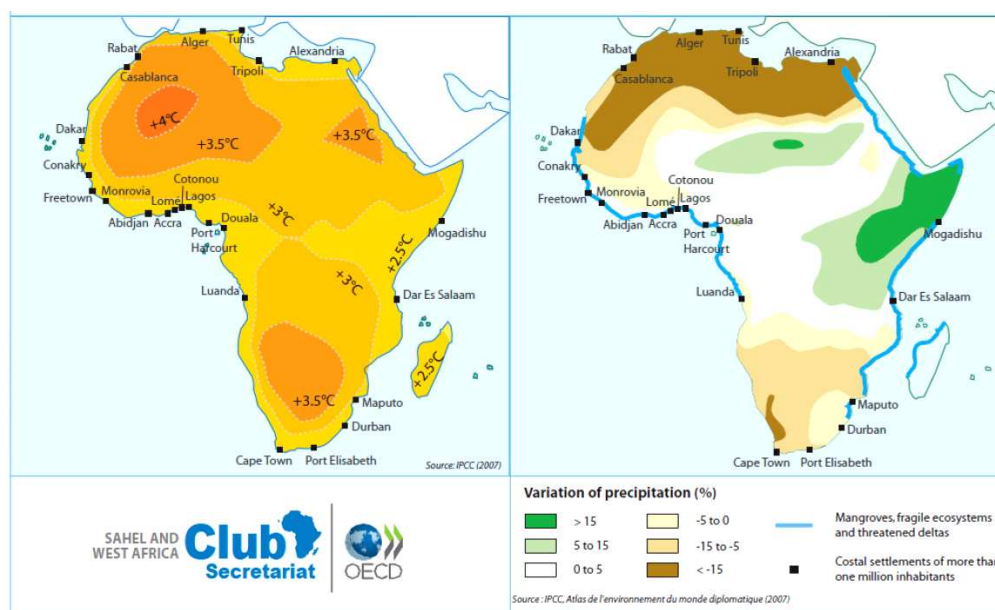 Rabat
Alger
Tunis
Alexandria
Casablanca
Tripoli
+4°C
+3.5°C
+3.5°C
Dakar
Conakry
Freetown
Monrovia
Cotonou
Lomé
Lagos
Abidjan
Accra
Port
Harcourt
Douala
+3°C
Mogadishu
+2.5°C
+3°C
Luanda
Dar Es Salaam
+2.5°C
+3.5°C
Maputo
Durban
Cape Town
Port Elisabeth
Source: IPCC (2007)
Rabat
Alger
Tunis
Alexandria
Casablanca
Tripoli
Dakar
Conakry
Freetown
Monrovia
Cotonou
Lomé
Lagos
Abidjan
Accra
Port
Harcourt
Douala
Mogadishu
Luanda
Dar Es Salaam
Maputo
Durban
Cape Town
Port Elisabeth
SAHEL AND
WEST AFRICA
Club
Secretariat
OECD
Variation of precipitation (%)
> 15
5 to 15
0 to 5
-5 to 0
-15 to -5
< -15
Mangroves, fragile ecosystems
and threatened deltas
Costal settlements of more than
one million inhabitants
Source : IPCC, Atlas de l'environnement du monde diplomatique (2007)